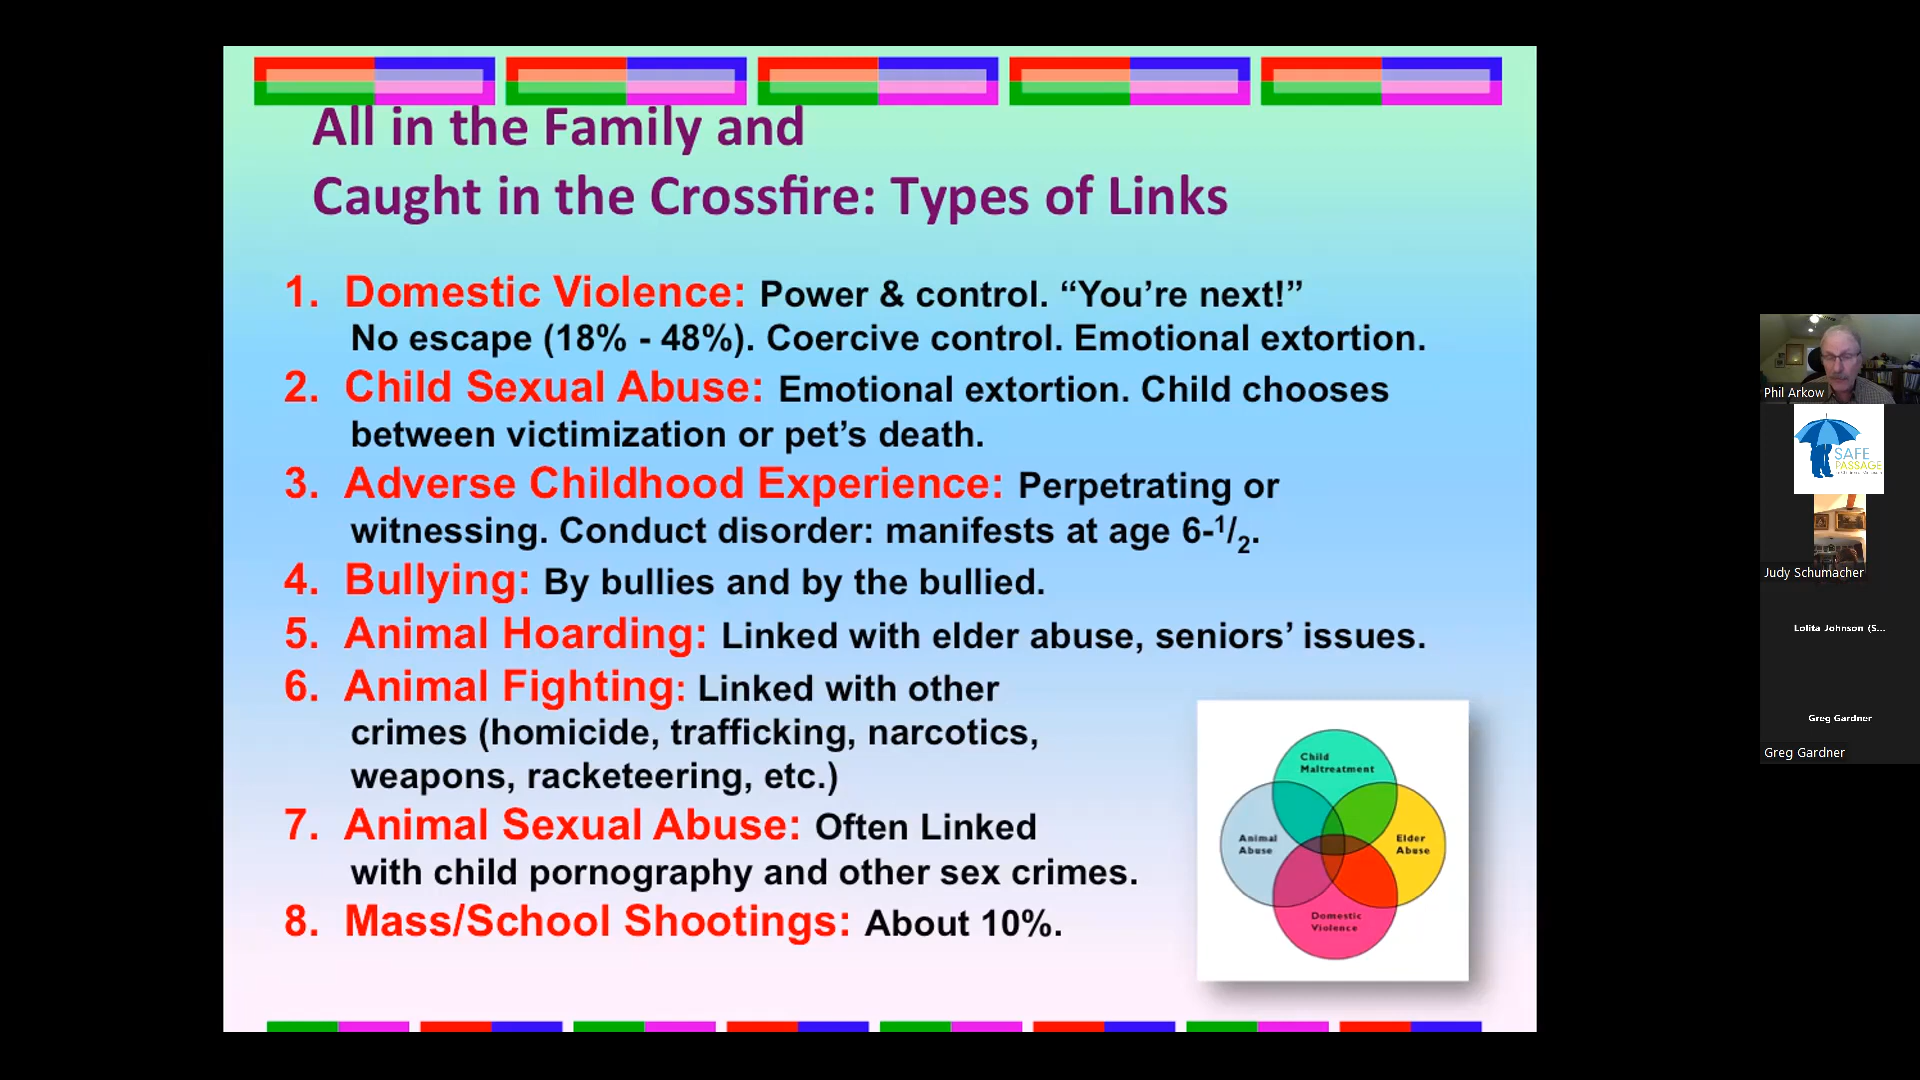 All in the Family and
Caught in the Crossfire: Types of Links
1. Domestic Violence: Power & control. “You’re next!”
No escape (18% - 48%). Coercive control. Emotional extortion.
2. Child Sexual Abuse: Emotional extortion. Child chooses
between victimization or pet’s death.
3. Adverse Childhood Experience: Perpetrating or
witnessing. Conduct disorder: manifests at age 6-1/2.
4. Bullying: By bullies and by the bullied.
5. Animal Hoarding: Linked with elder abuse, seniors’ issues.
6. Animal Fighting: Linked with other
crimes (homicide, trafficking, narcotics,
weapons, racketeering, etc.)
7. Animal Sexual Abuse: Often Linked
with child pornography and other sex crimes.
8. Mass/School Shootings: About 10%.
Child
Maltreatment
Animal
Abuse
Elder
Abuse
Domestic
Violence
Phil Arkow
SAFE
PASSAGE
Judy Schumacher
Lolita Johnson (S...
Greg Gardner
Greg Gardner